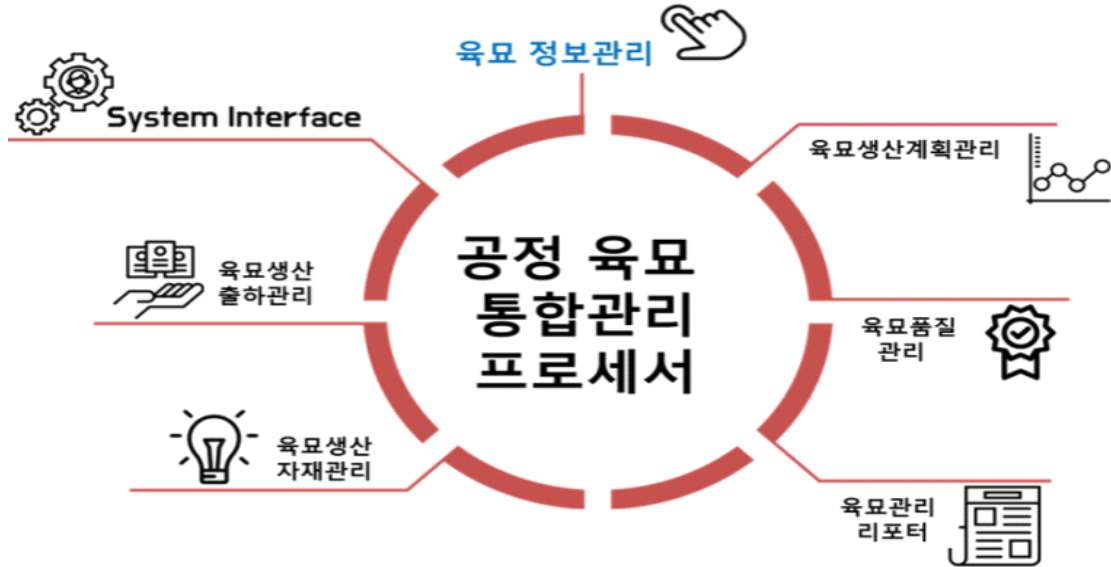 육묘 정보관리
System Interface
육묘생산계획관리
육묘생산
출하관리
공정 육묘
통합관리
프로세서
육묘품질
관리
육묘생산
자재관리
육묘관리
리포터